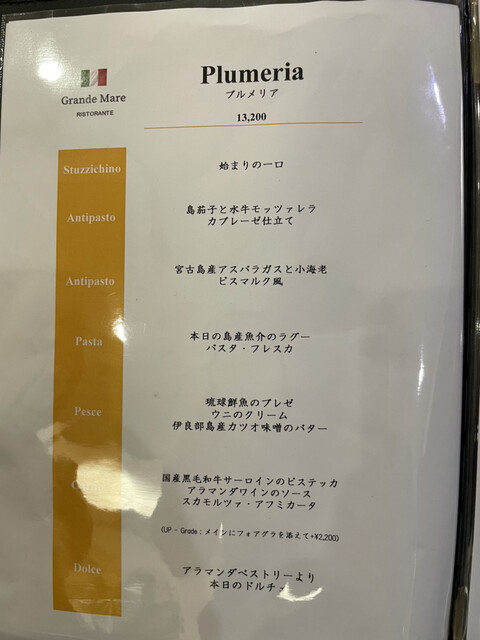 Grande Mare
RISTORANTE
Plumeria
プルメリア
13,200
Stuzzichino
始まりの一口
Antipasto
島茄子と水牛モッツァレラ
カプレーゼ仕立て
Antipasto
宮古島産アスパラガスと小海老
ビスマルク風
Pasta
本日の島産魚介のラグー
パスタ・フレスカ
Pesce
琉球鮮魚のブレゼ
ウニのクリーム
伊良部島産カツオ味噌のバター
国産黒毛和牛サーロインのビステッカ
アラマンダワインのソース
スカモルツァ・アフミカータ
(UP - Grade : メインにフォアグラを添えて+¥2,200)
Dolce
アラマンダペストリーより
本日のドルチェ